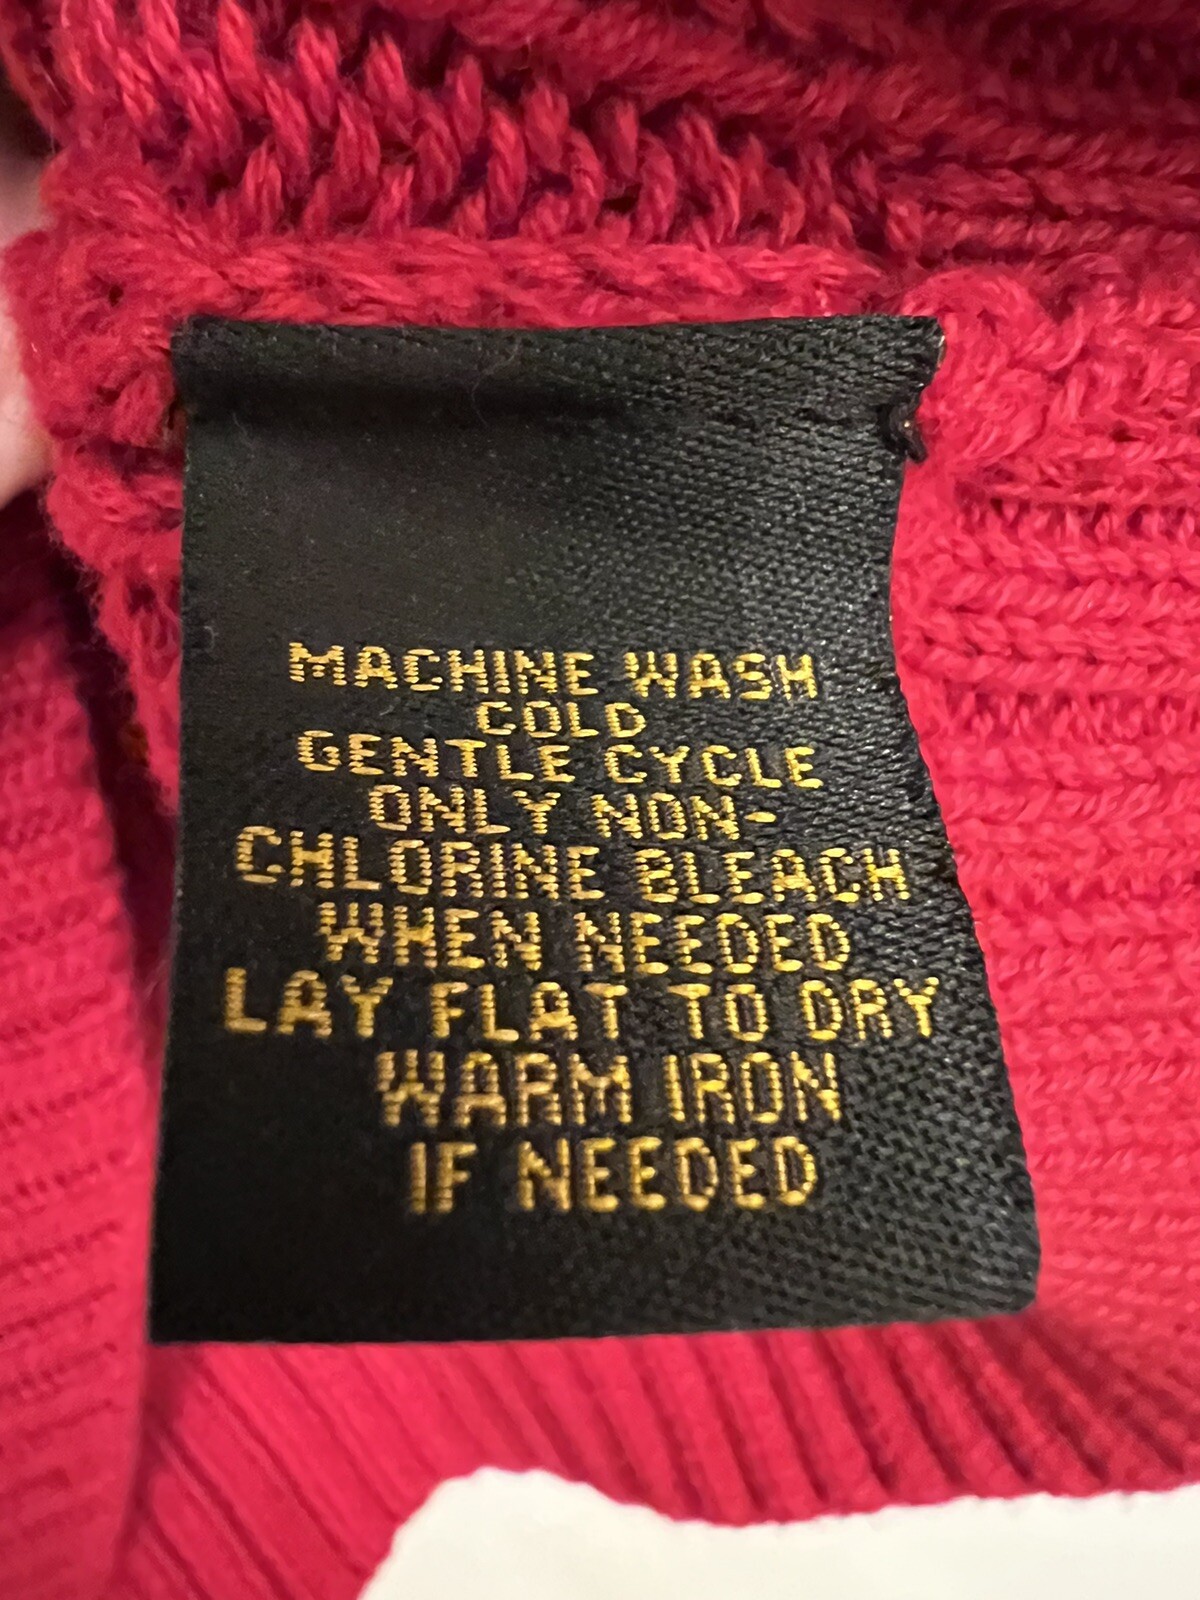 MACHINE WASH
COLD
GENTLE CYCLE
ONLY NON-
CHLORINE BLEACH
WHEN NEEDED
LAY FLAT TO DRY
WARM IRON
IF NEEDED